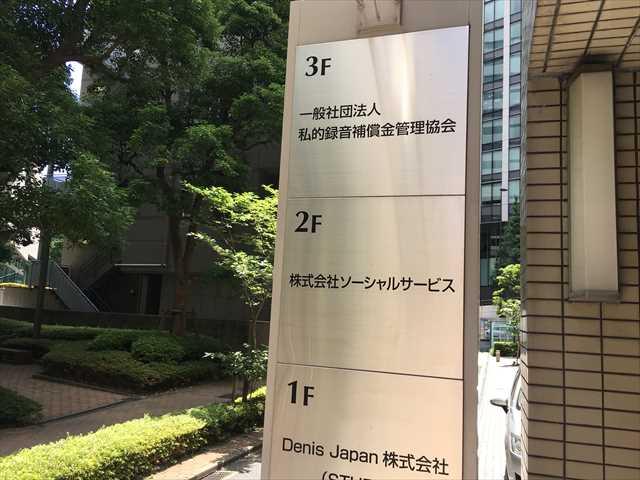 3F
一般社団法人
私的録音補償金管理協会
2F
株式会社ソーシャルサービス
1F
Denis Japan 株式会社